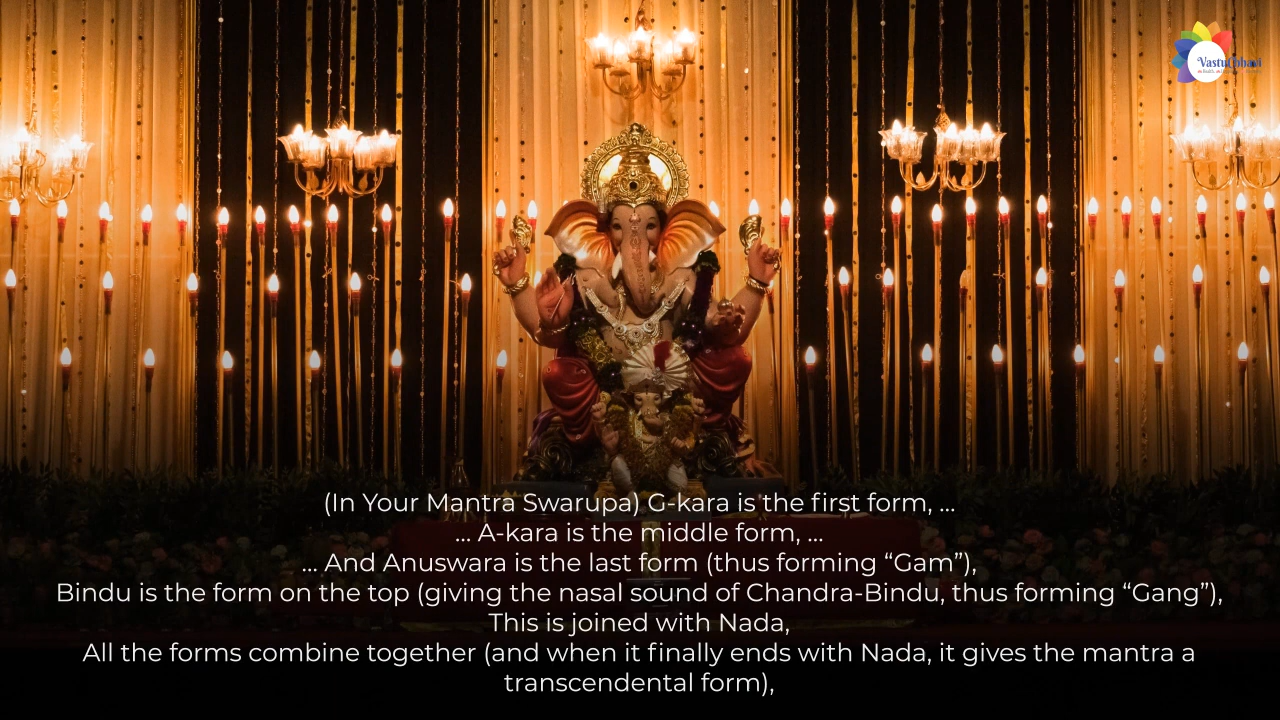 VastuChhavi
(In Your Mantra Swarupa) G-kara is the first form, ...
... A-kara is the middle form, ...
... And Anuswara is the last form (thus forming “Gam”),
Bindu is the form on the top (giving the nasal sound of Chandra-Bindu, thus forming “Gang”),
This is joined with Nada,
All the forms combine together (and when it finally ends with Nada, it gives the mantra a
transcendental form),